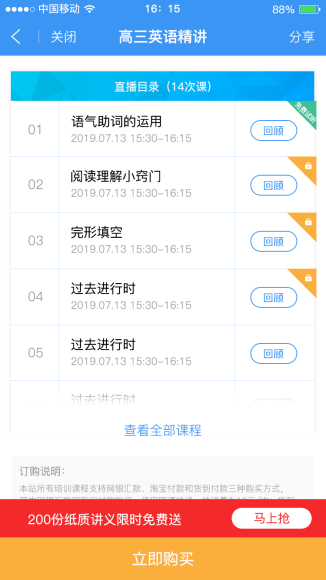 中国移动 16：15 88%
关闭 高三英语精讲 分享
直播目录（14次课）
免费试听
01 语气助词的运用
2019.07.13 15:30-16:15
回顾
02 阅读理解小窍门
2019.07.13 15:30-16:15
回顾
03 完形填空
2019.07.13 15:30-16:15
回顾
04 过去进行时
2019.07.13 15:30-16:15
回顾
05 过去进行时
2019.07.13 15:30-16:15
回顾
过去进行时
查看全部课程
订购说明：
本站所有培训课程支持网银汇款、淘宝付款和货到付款三种购买方式，
200份纸质讲义限时免费送 马上抢
立即购买